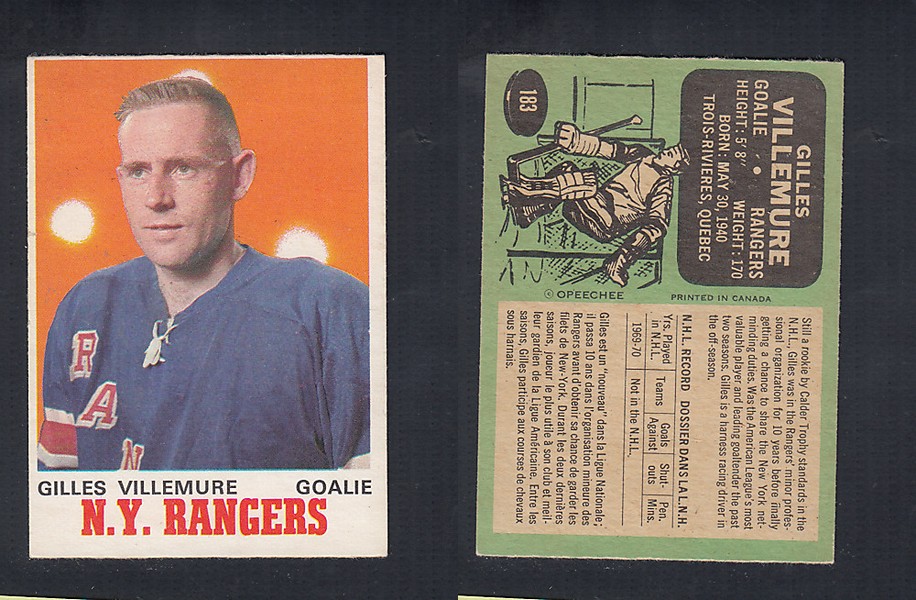 R
A
N
GILLES VILLEMURE GOALIE
N.Y. RANGERS
183
GILLES
VILLEMURE
GOALIE • RANGERS
HEIGHT: 5' 8" WEIGHT: 170
BORN: MAY 30, 1940
TROIS-RIVIERES, QUEBEC
© OPEECHEE
PRINTED IN CANADA
Still a rookie by Calder Trophy standards in the
N.H.L., Gilles was in the Rangers' minor profes-
sional organization for 10 years before finally
getting a chance to share the New York net-
minding duties. Was the American League's most
valuable player and leading goaltender the past
two seasons. Gilles is a harness racing driver in
the off-season.
N.H.L. RECORD DOSSIER DANS LA L.N.H.
Yrs. Played Teams Goals Shut- Pen.
in N.H.L. Against outs Mins.
1969-70 Not in the N.H.L.
Gilles est un "nouveau" dans la Ligue Nationale;
il passa 10 ans dans l'organisation mineure des
Rangers avant d'obtenir sa chance de garder les
filets de New-York. Durant les deux dernières
saisons, joueur le plus utile à son club et meil-
leur gardien de la Ligue Américaine. Entre les
saisons, Gilles participe aux courses de chevaux
sous harnais.